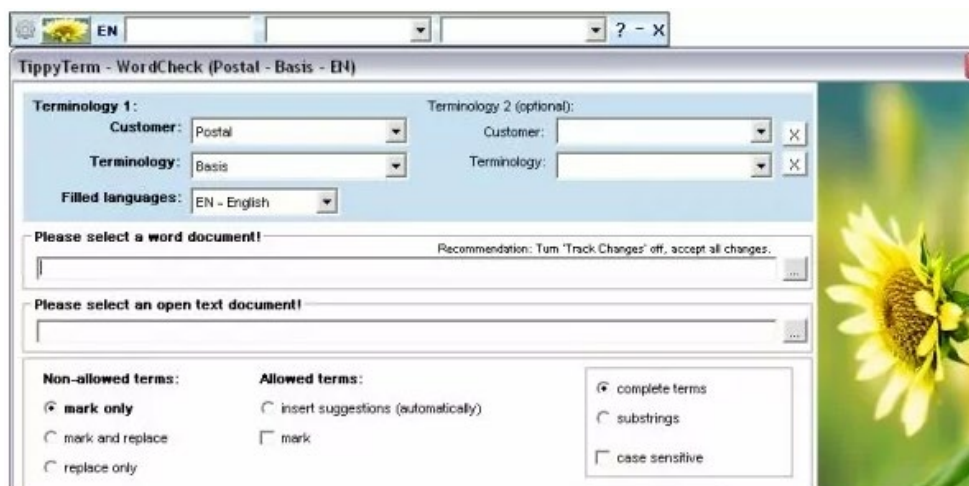 EN ? - X
TippyTerm - WordCheck (Postal - Basis - EN)
Terminology 1: Terminology 2 (optional):
Customer: Postal Customer: X
Terminology: Basis Terminology: X
Filled languages: EN - English
Please select a word document!
Recommendation: Turn 'Track Changes' off, accept all changes.
...
Please select an open text document!
...
Non-allowed terms: Allowed terms:
complete terms
mark only insert suggestions (automatically)
substrings
mark and replace mark
case sensitive
replace only